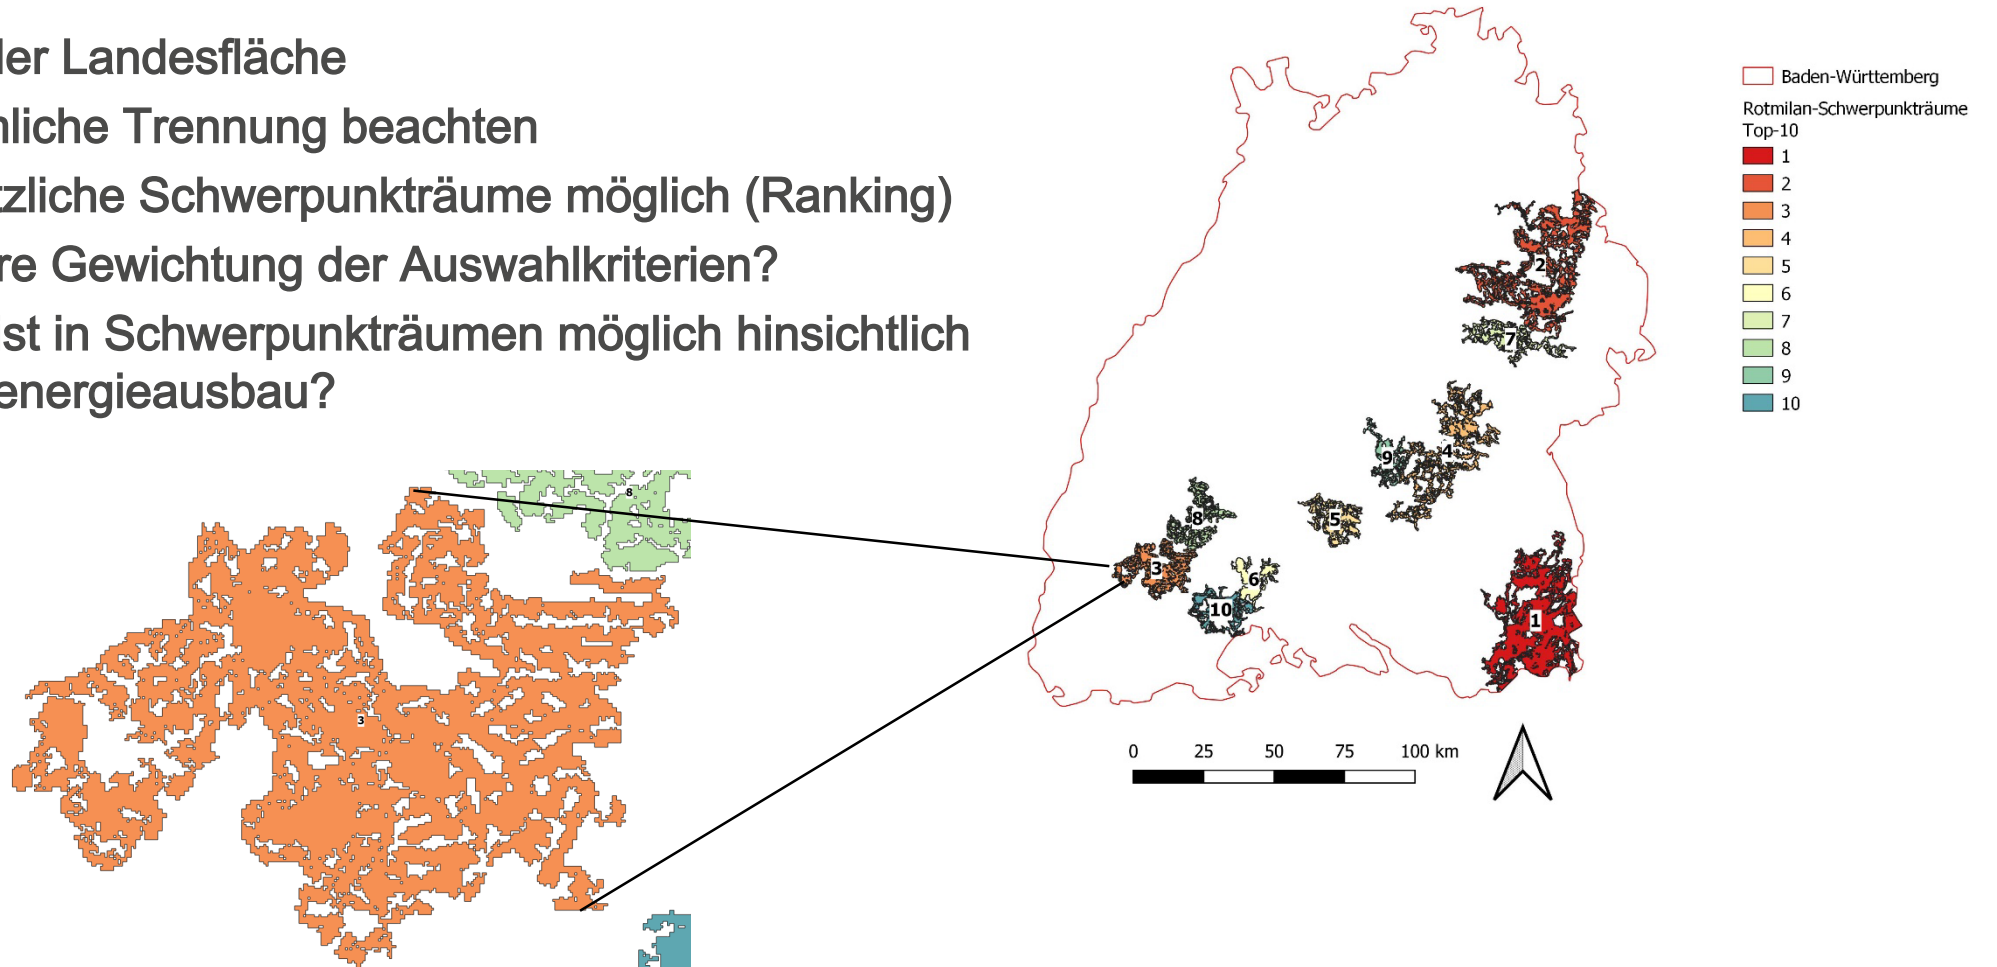 der Landesfläche
nliche Trennung beachten
tzliche Schwerpunkträume möglich (Ranking)
re Gewichtung der Auswahlkriterien?
ist in Schwerpunkträumen möglich hinsichtlich
energieausbau?
Baden-Württemberg
Rotmilan-Schwerpunkträume
Top-10
1
2
3
4
5
6
7
8
9
10
2
7
4
9
5
8
3
6
10
1
0 25 50 75 100 km
8
3